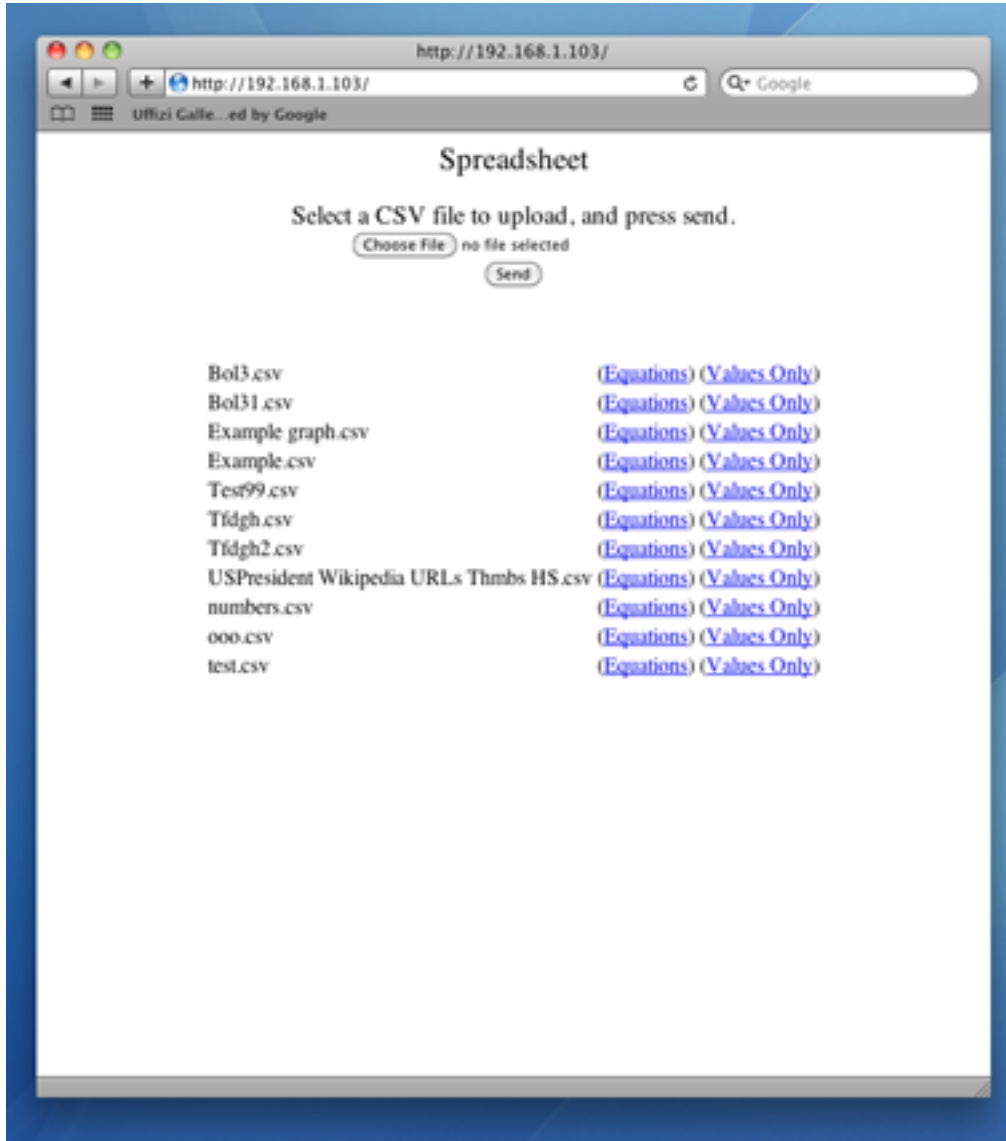 http://192.168.1.103/
http://192.168.1.103/
Google
Uffizi Galle...ed by Google
Spreadsheet
Select a CSV file to upload, and press send.
Choose File no file selected
Send
Bol3.csv (Equations) (Values Only)
Bol31.csv (Equations) (Values Only)
Example graph.csv (Equations) (Values Only)
Example.csv (Equations) (Values Only)
Test99.csv (Equations) (Values Only)
Tfdgh.csv (Equations) (Values Only)
Tfdgh2.csv (Equations) (Values Only)
USPresident Wikipedia URLs Thmbs HS.csv (Equations) (Values Only)
numbers.csv (Equations) (Values Only)
ooo.csv (Equations) (Values Only)
test.csv (Equations) (Values Only)